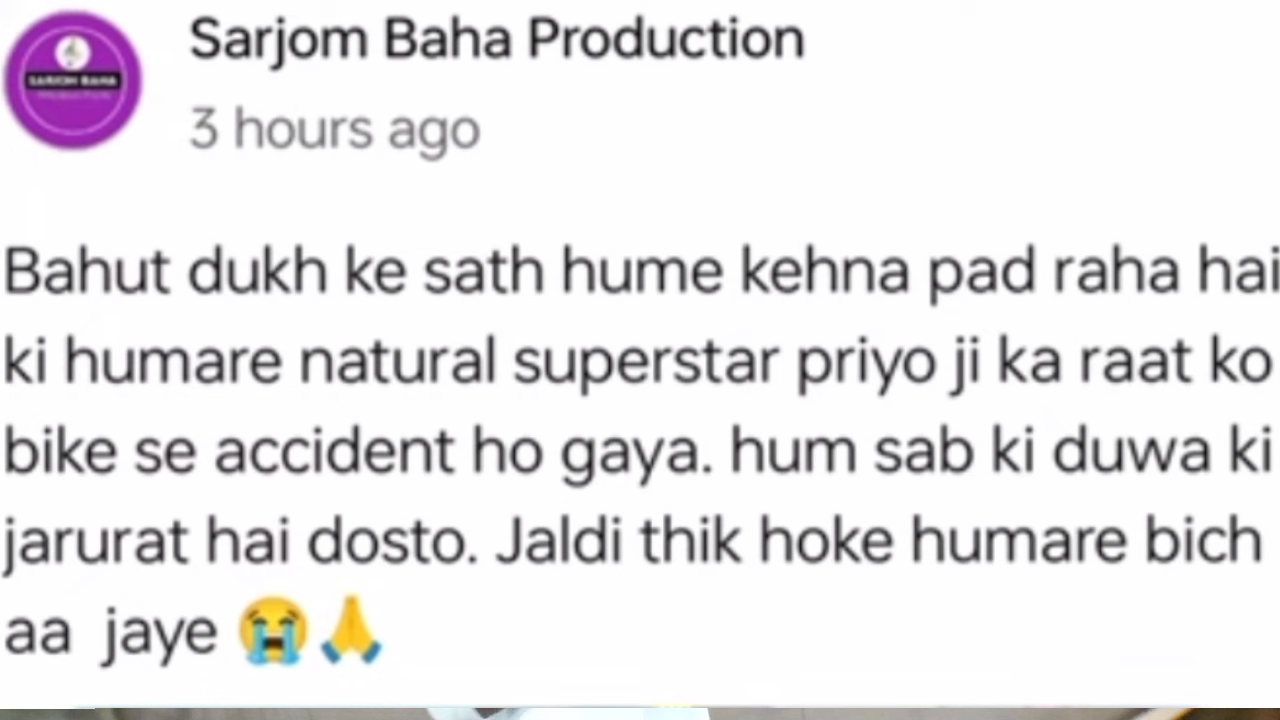 Sarjom Baha Production
SARJOM BAHA
3 hours ago
Bahut dukh ke sath hume kehna pad raha hai
ki humare natural superstar priyo ji ka raat ko
bike se accident ho gaya. hum sab ki duwa ki
jarurat hai dosto. Jaldi thik hoke humare bich
aa jaye 😭🙏